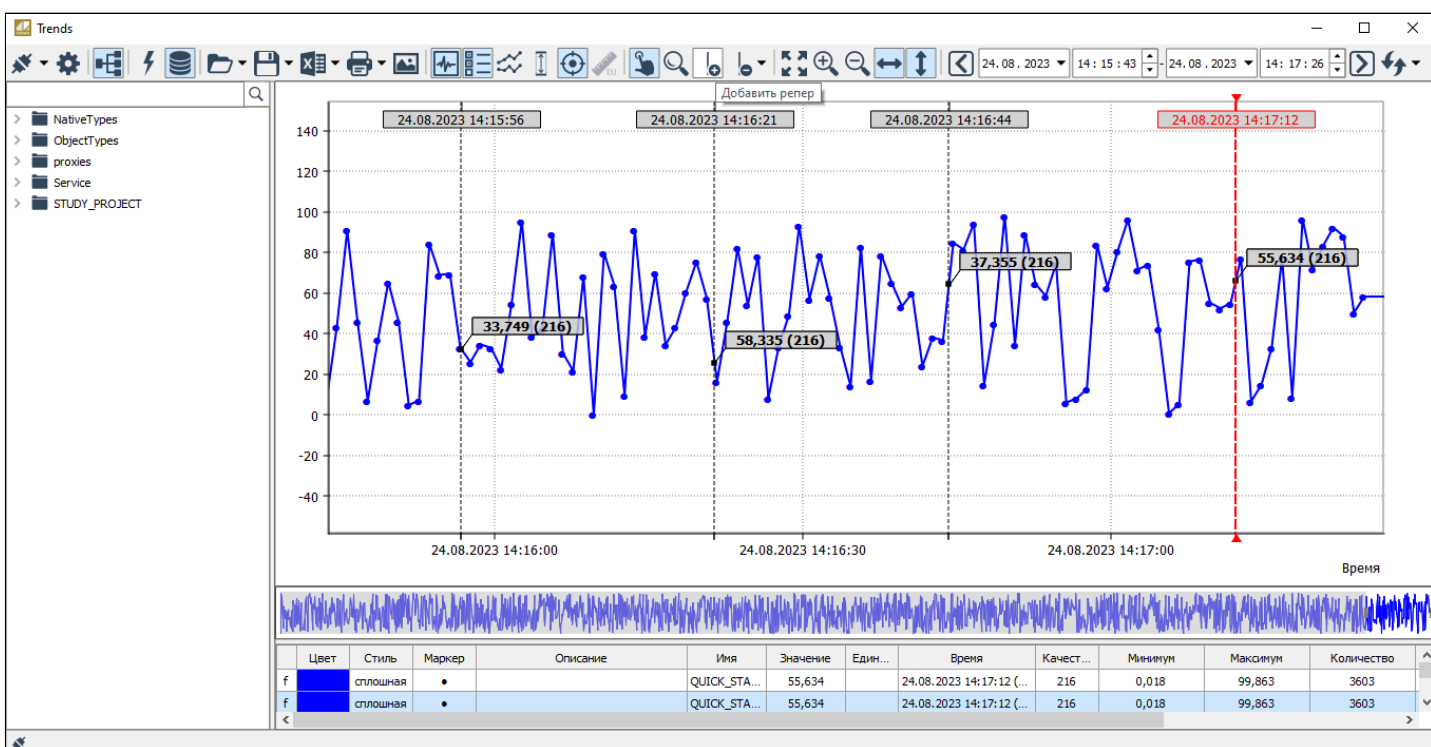 Trends
24.08.2023 14:15:43 - 24.08.2023 14:17:26
Добавить репер
NativeTypes
ObjectTypes
proxies
Service
STUDY_PROJECT
24.08.2023 14:15:56 24.08.2023 14:16:21 24.08.2023 14:16:44 24.08.2023 14:17:12
140
120
100
80
60
40
20
0
-20
-40
33,749 (216)
58,335 (216)
37,355 (216)
55,634 (216)
24.08.2023 14:16:00 24.08.2023 14:16:30 24.08.2023 14:17:00
Время
Цвет Стиль Маркер Описание Имя Значение Един... Время Качест... Минимум Максимум Количество
f сплошная • QUICK_STA... 55,634 24.08.2023 14:17:12 (... 216 0,018 99,863 3603
f сплошная • QUICK_STA... 55,634 24.08.2023 14:17:12 (... 216 0,018 99,863 3603